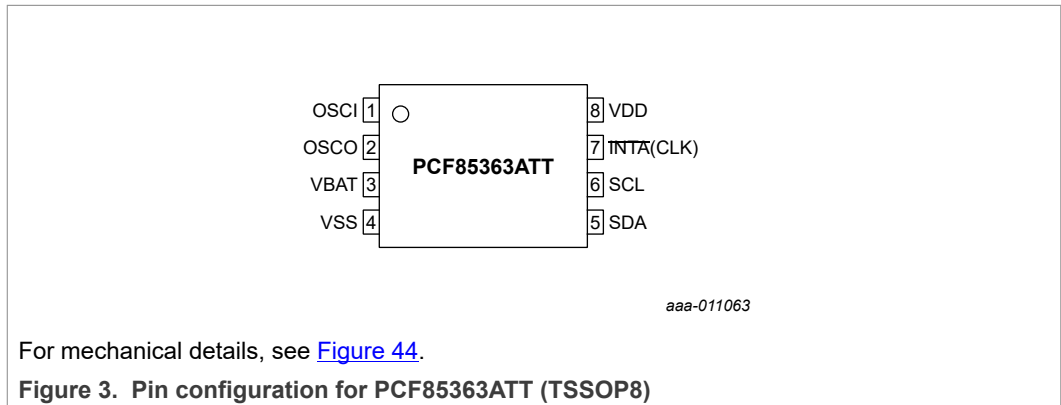 OSCI 1
OSCO 2
VBAT 3
VSS 4
PCF85363ATT
8 VDD
7 INTA(CLK)
6 SCL
5 SDA
aaa-011063
For mechanical details, see Figure 44.
Figure 3. Pin configuration for PCF85363ATT (TSSOP8)